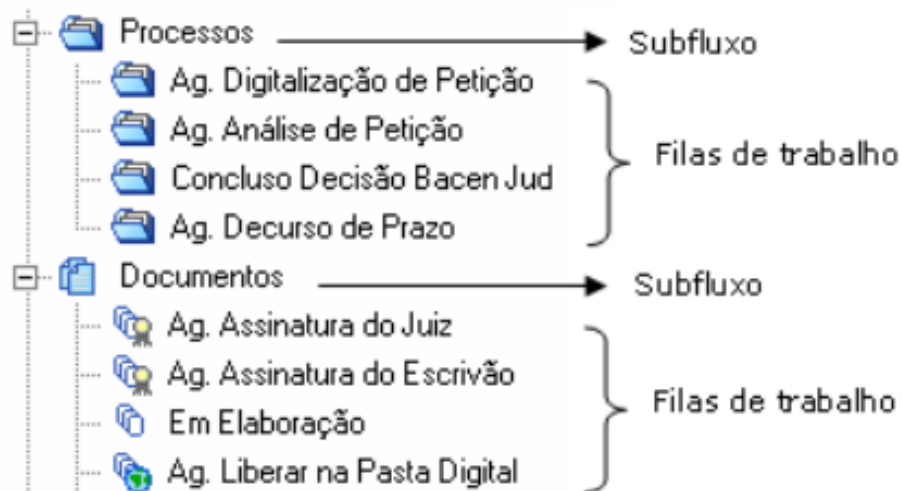 Processos Subfluxo
Ag. Digitalização de Petição
Ag. Análise de Petição
Filas de trabalho
Concluso Decisão Bacen Jud
Ag. Decurso de Prazo
Documentos Subfluxo
Ag. Assinatura do Juiz
Ag. Assinatura do Escrivão
Filas de trabalho
Em Elaboração
Ag. Liberar na Pasta Digital